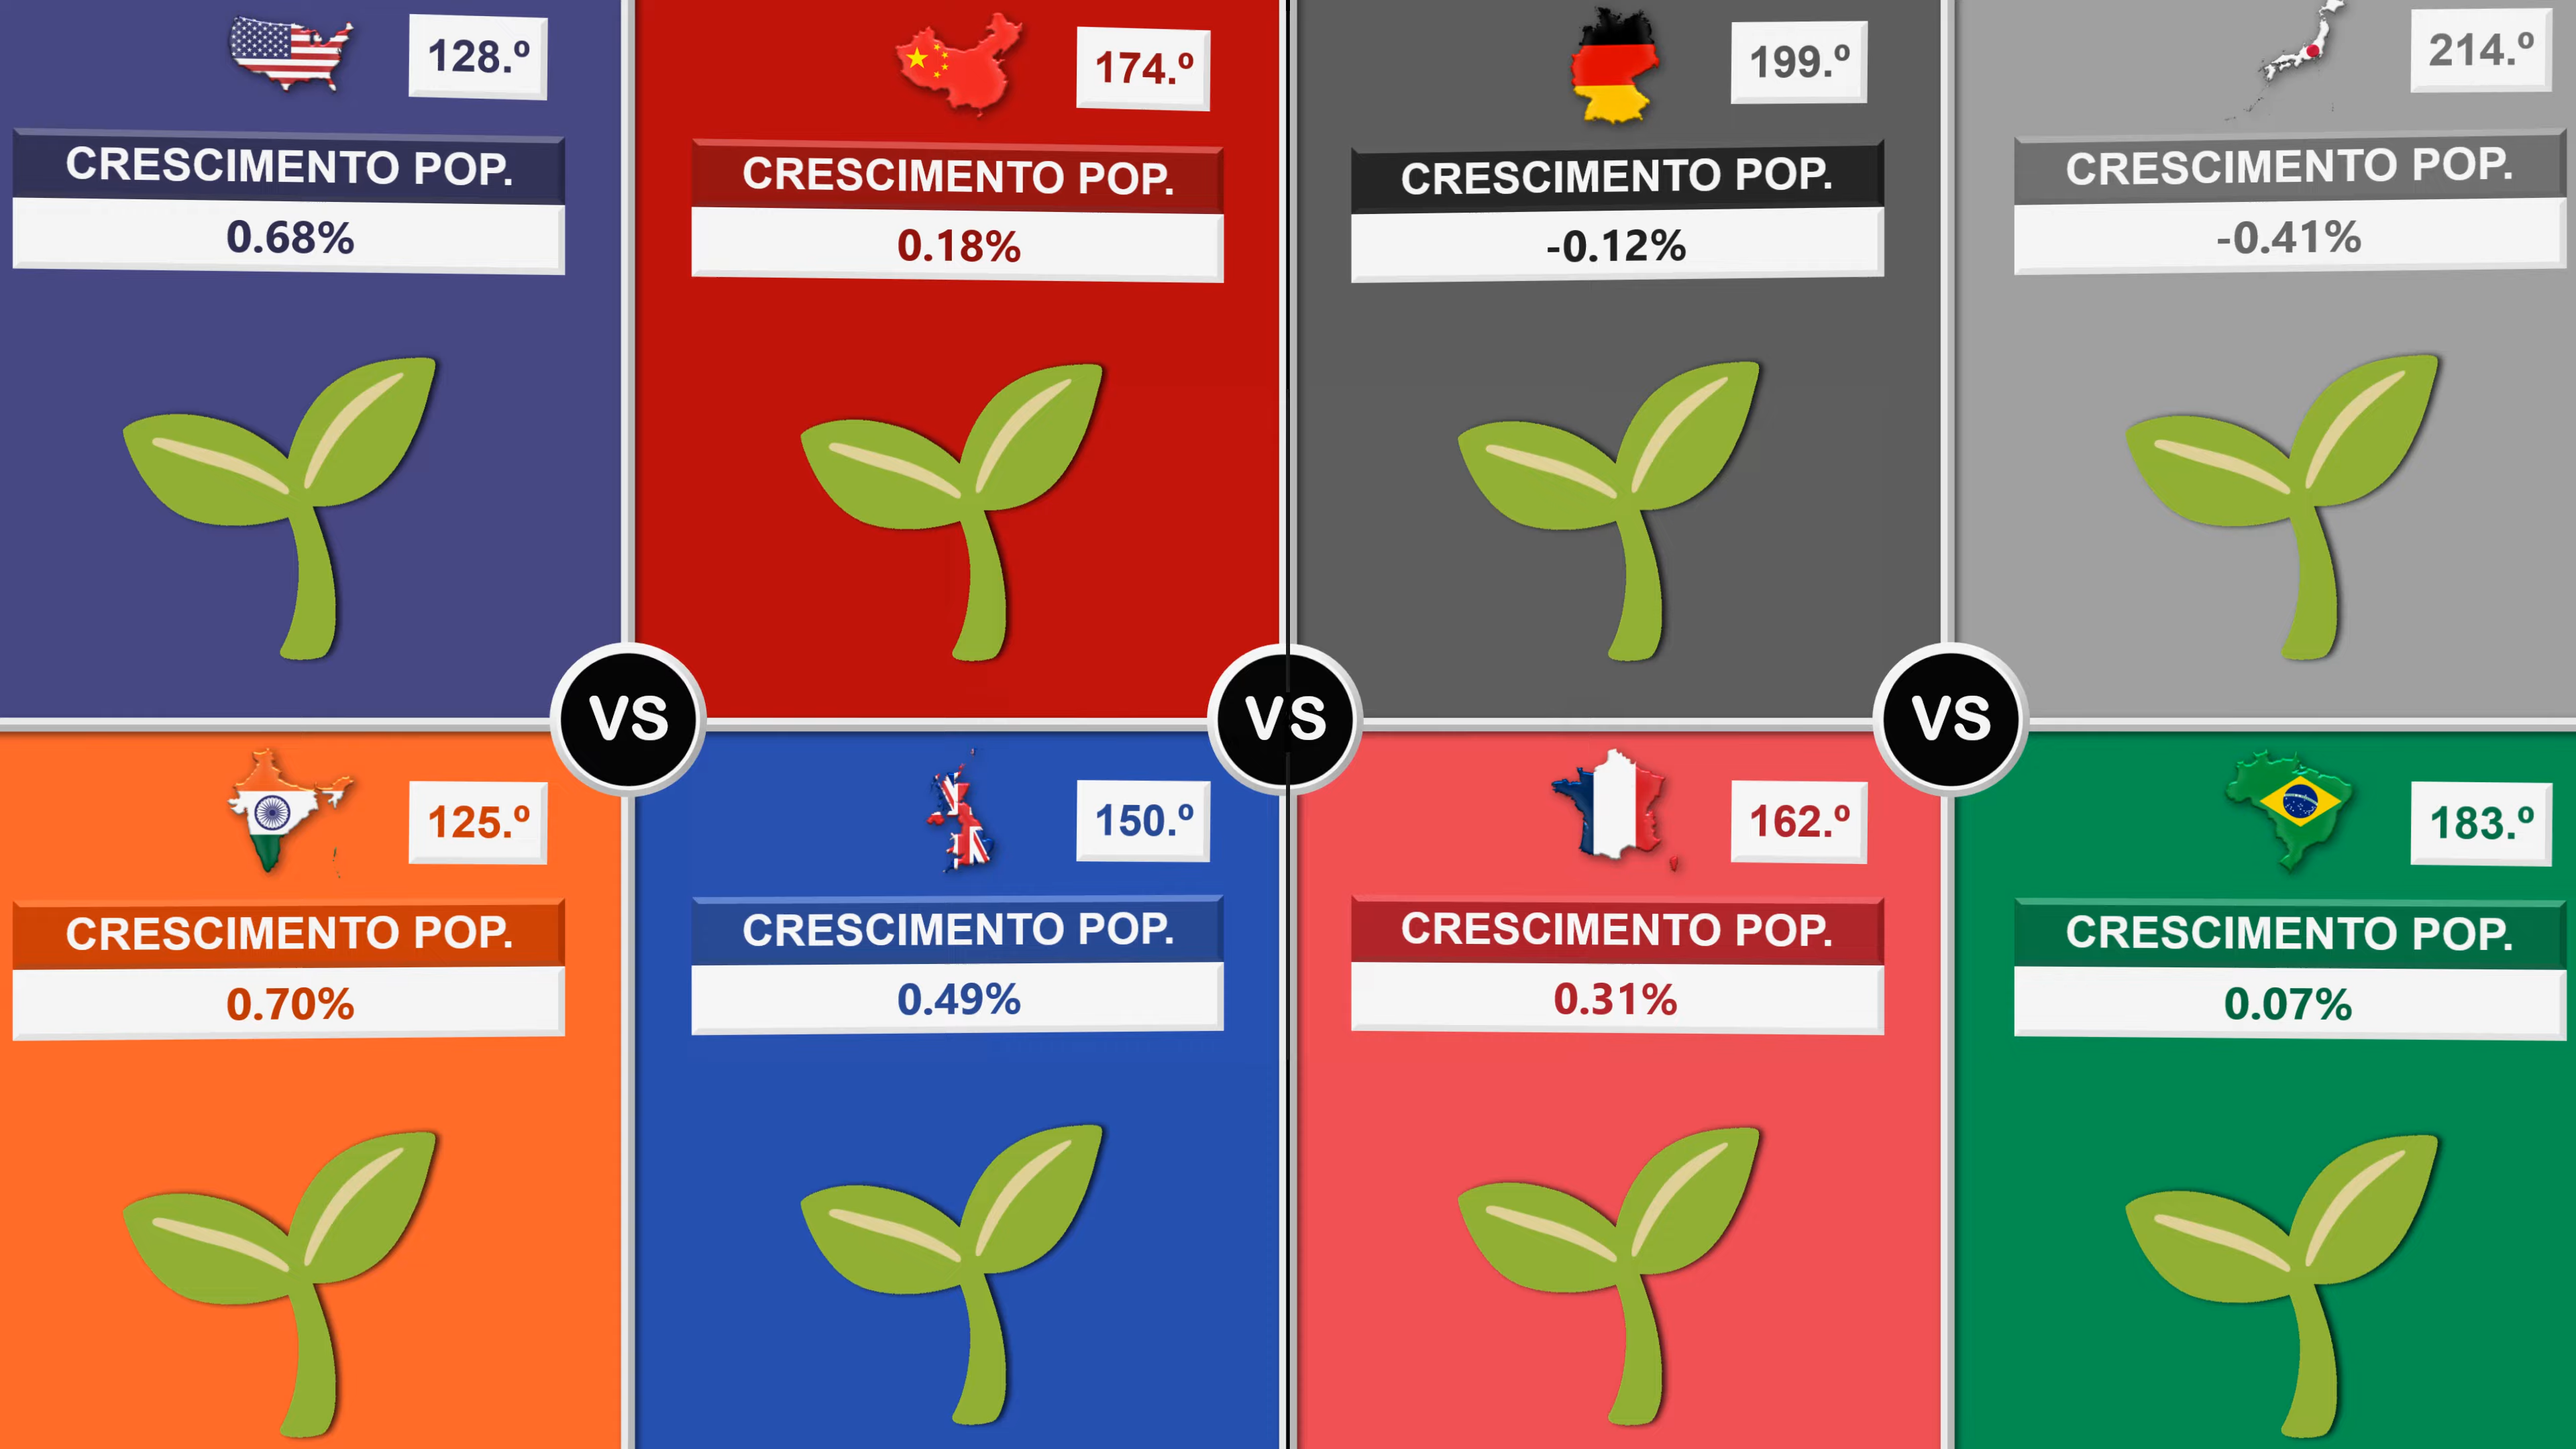 128.º
CRESCIMENTO POP.
0.68%
174.º
CRESCIMENTO POP.
0.18%
199.º
CRESCIMENTO POP.
-0.12%
214.º
CRESCIMENTO POP.
-0.41%
VS
VS
VS
125.º
CRESCIMENTO POP.
0.70%
150.º
CRESCIMENTO POP.
0.49%
162.º
CRESCIMENTO POP.
0.31%
183.º
CRESCIMENTO POP.
0.07%